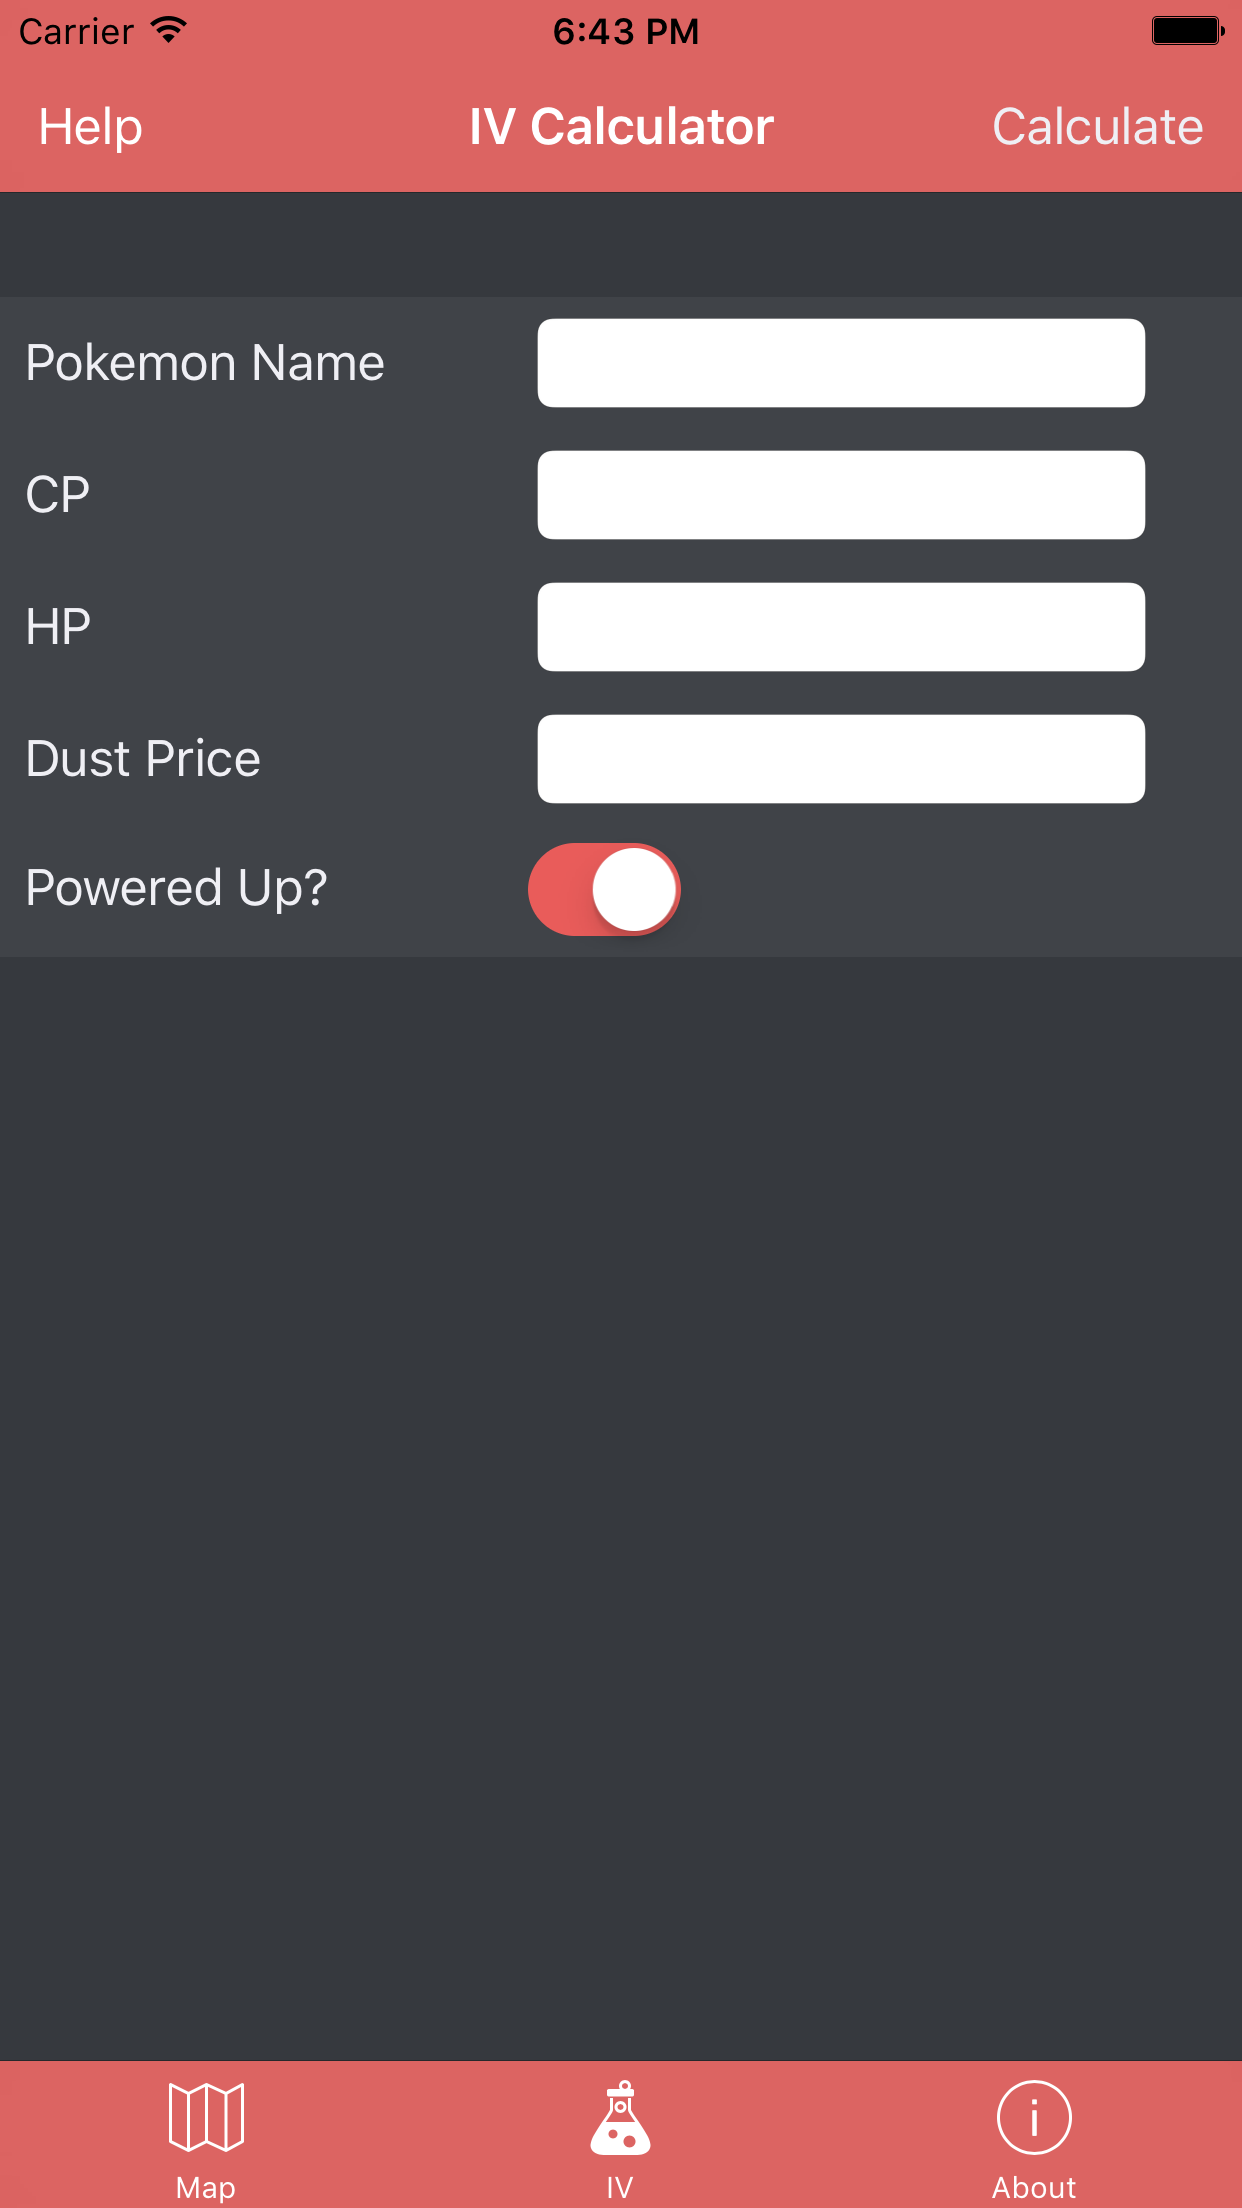 Carrier 6:43 PM
Help IV Calculator Calculate
Pokemon Name
CP
HP
Dust Price
Powered Up?
Map IV About